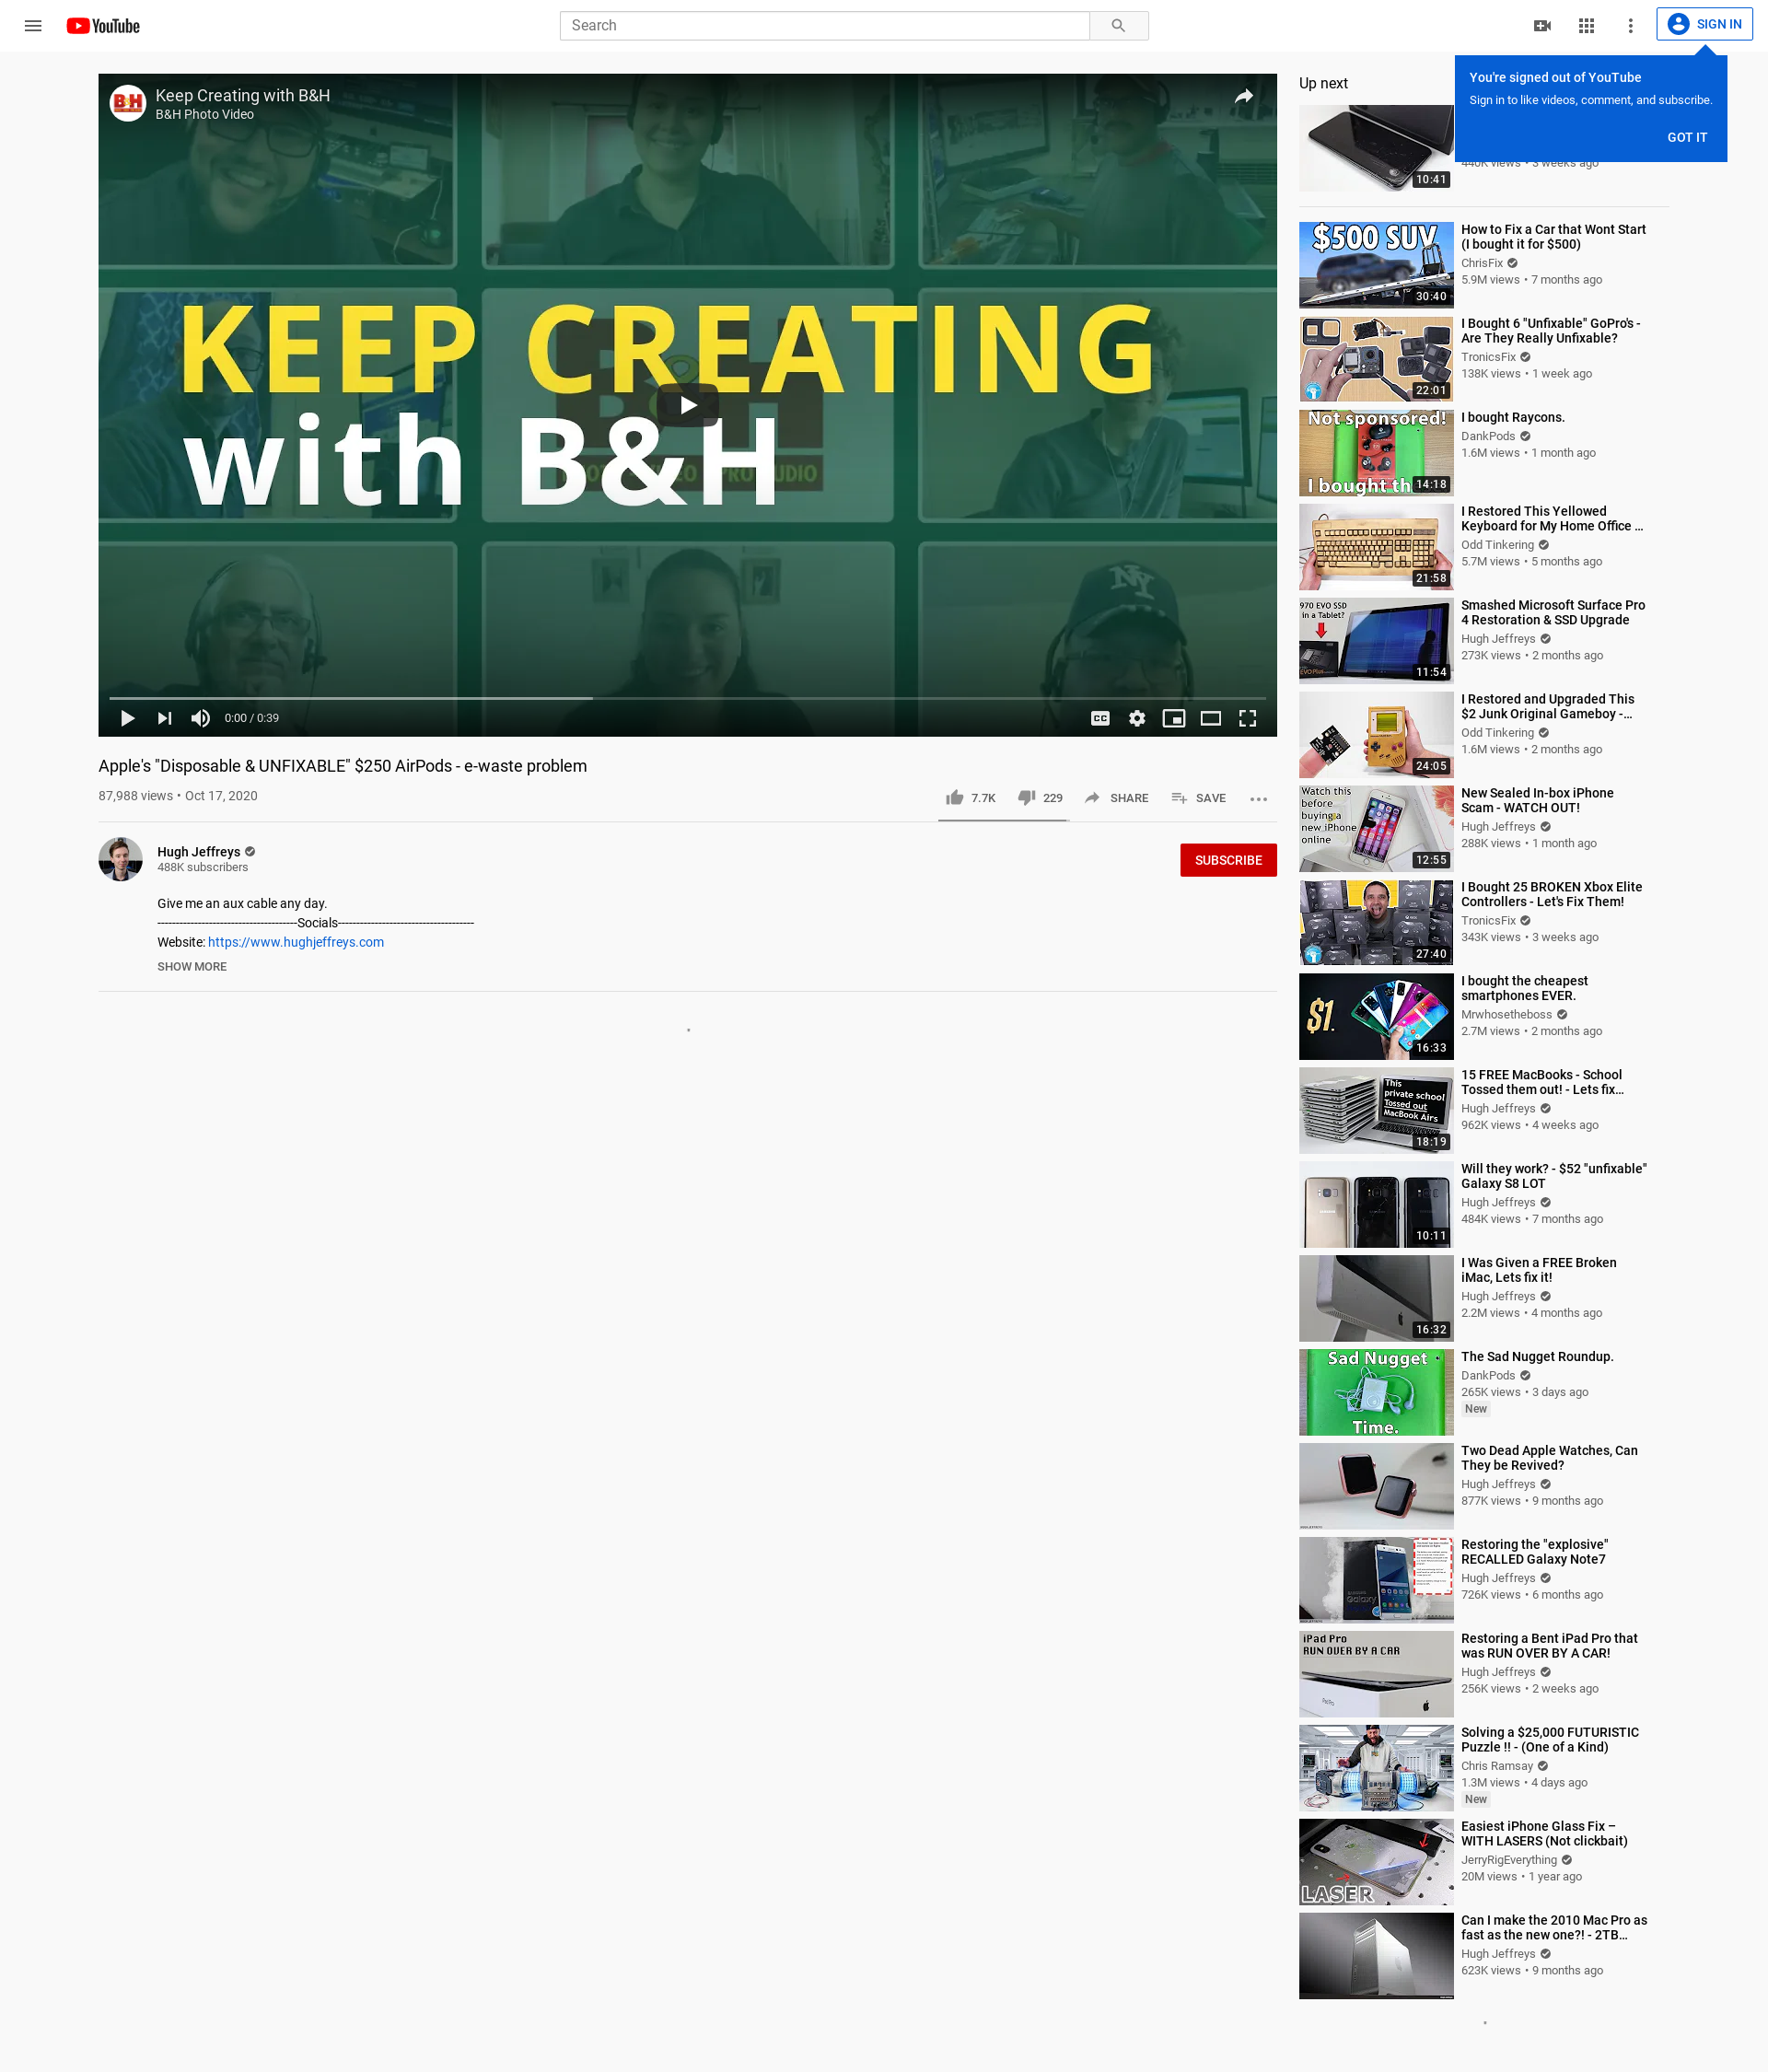 YouTube
Search
SIGN IN
You're signed out of YouTube
Sign in to like videos, comment, and subscribe.
GOT IT
B&H
Keep Creating with B&H
B&H Photo Video
KEEP CREATING
with B&H
0:00 / 0:39
CC
Apple's "Disposable & UNFIXABLE" $250 AirPods - e-waste problem
87,988 views • Oct 17, 2020
7.7K
229
SHARE
SAVE
Hugh Jeffreys
488K subscribers
SUBSCRIBE
Give me an aux cable any day.
--------------------------------------Socials-------------------------------------
Website: https://www.hughjeffreys.com
SHOW MORE
Up next
440K views • 3 weeks ago
10:41
$500 SUV
30:40
How to Fix a Car that Wont Start
(I bought it for $500)
ChrisFix
5.9M views • 7 months ago
22:01
I Bought 6 "Unfixable" GoPro's -
Are They Really Unfixable?
TronicsFix
138K views • 1 week ago
Not sponsored!
I bought th
14:18
I bought Raycons.
DankPods
1.6M views • 1 month ago
21:58
I Restored This Yellowed
Keyboard for My Home Office ...
Odd Tinkering
5.7M views • 5 months ago
970 EVO SSD
in a Tablet?
11:54
Smashed Microsoft Surface Pro
4 Restoration & SSD Upgrade
Hugh Jeffreys
273K views • 2 months ago
24:05
I Restored and Upgraded This
$2 Junk Original Gameboy -...
Odd Tinkering
1.6M views • 2 months ago
Watch this
before
buying a
new iPhone
online
12:55
New Sealed In-box iPhone
Scam - WATCH OUT!
Hugh Jeffreys
288K views • 1 month ago
27:40
I Bought 25 BROKEN Xbox Elite
Controllers - Let's Fix Them!
TronicsFix
343K views • 3 weeks ago
$1.
16:33
I bought the cheapest
smartphones EVER.
Mrwhosetheboss
2.7M views • 2 months ago
This
private school
Tossed out
MacBook Airs
18:19
15 FREE MacBooks - School
Tossed them out! - Lets fix...
Hugh Jeffreys
962K views • 4 weeks ago
10:11
Will they work? - $52 "unfixable"
Galaxy S8 LOT
Hugh Jeffreys
484K views • 7 months ago
16:32
I Was Given a FREE Broken
iMac, Lets fix it!
Hugh Jeffreys
2.2M views • 4 months ago
Sad Nugget
Time.
The Sad Nugget Roundup.
DankPods
265K views • 3 days ago
New
Two Dead Apple Watches, Can
They be Revived?
Hugh Jeffreys
877K views • 9 months ago
Galaxy
Restoring the "explosive"
RECALLED Galaxy Note7
Hugh Jeffreys
726K views • 6 months ago
iPad Pro
RUN OVER BY A CAR
Restoring a Bent iPad Pro that
was RUN OVER BY A CAR!
Hugh Jeffreys
256K views • 2 weeks ago
Solving a $25,000 FUTURISTIC
Puzzle !! - (One of a Kind)
Chris Ramsay
1.3M views • 4 days ago
New
LASER
Easiest iPhone Glass Fix –
WITH LASERS (Not clickbait)
JerryRigEverything
20M views • 1 year ago
Can I make the 2010 Mac Pro as
fast as the new one?! - 2TB...
Hugh Jeffreys
623K views • 9 months ago